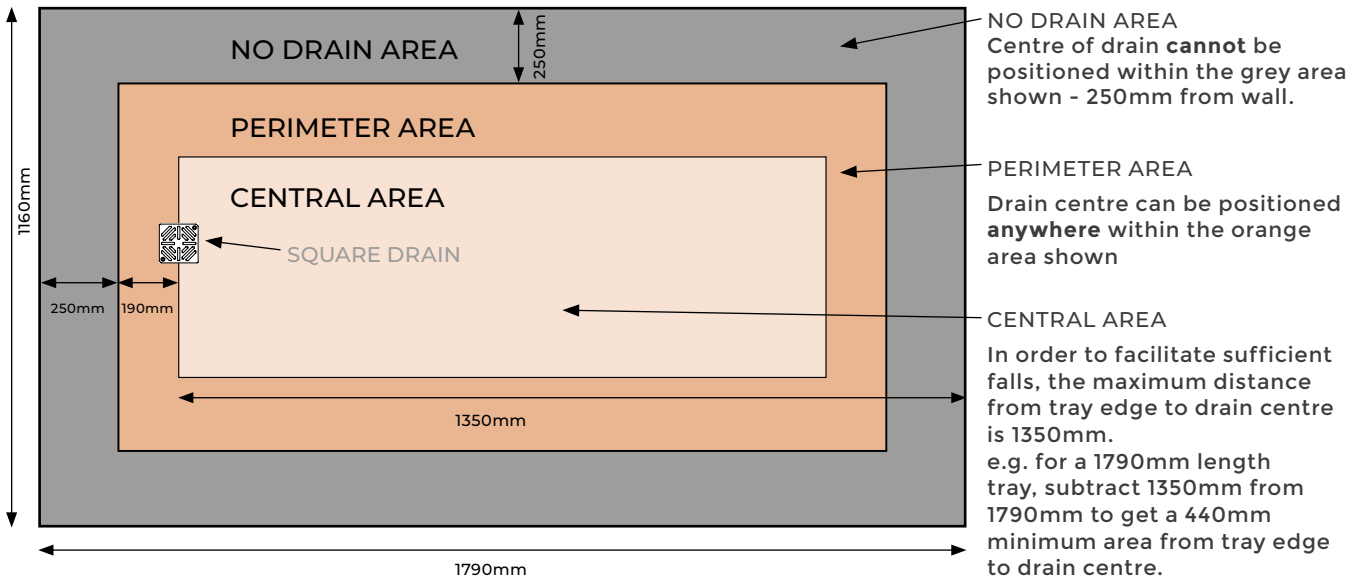 NO DRAIN AREA
250mm
PERIMETER AREA
CENTRAL AREA
SQUARE DRAIN
1160mm
250mm
190mm
1350mm
1790mm
NO DRAIN AREA
Centre of drain cannot be
positioned within the grey area
shown - 250mm from wall.
PERIMETER AREA
Drain centre can be positioned
anywhere within the orange
area shown
CENTRAL AREA
In order to facilitate sufficient
falls, the maximum distance
from tray edge to drain centre
is 1350mm.
e.g. for a 1790mm length
tray, subtract 1350mm from
1790mm to get a 440mm
minimum area from tray edge
to drain centre.